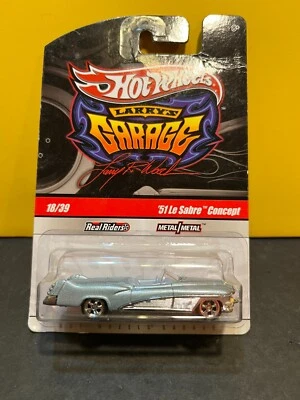 HOT WHEELS
LARRY'S
GARAGE
18/39
'51 Le Sabre™ Concept
Real Riders
METAL/METAL